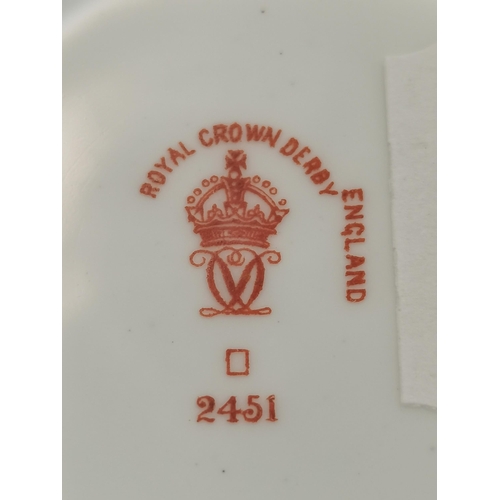 ROYAL CROWN DERBY
ENGLAND
2451